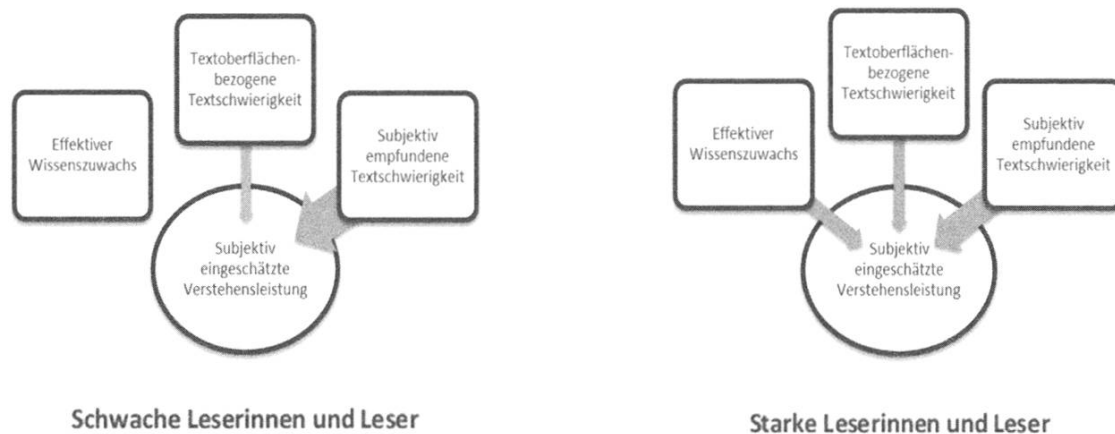 Textoberflächen-
bezogene
Textschwierigkeit
Effektiver
Wissenszuwachs
Subjektiv
empfundene
Textschwierigkeit
Subjektiv
eingeschätzte
Verstehensleistung
Schwache Leserinnen und Leser
Textoberflächen-
bezogene
Textschwierigkeit
Effektiver
Wissenszuwachs
Subjektiv
empfundene
Textschwierigkeit
Subjektiv
eingeschätzte
Verstehensleistung
Starke Leserinnen und Leser